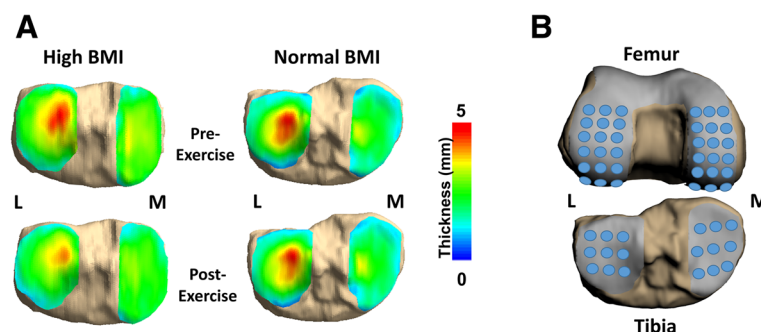 A
B
High BMI
Normal BMI
Femur
Pre-
Exercise
5
Thickness (mm)
0
L
M
L
M
L
M
Post-
Exercise
Tibia